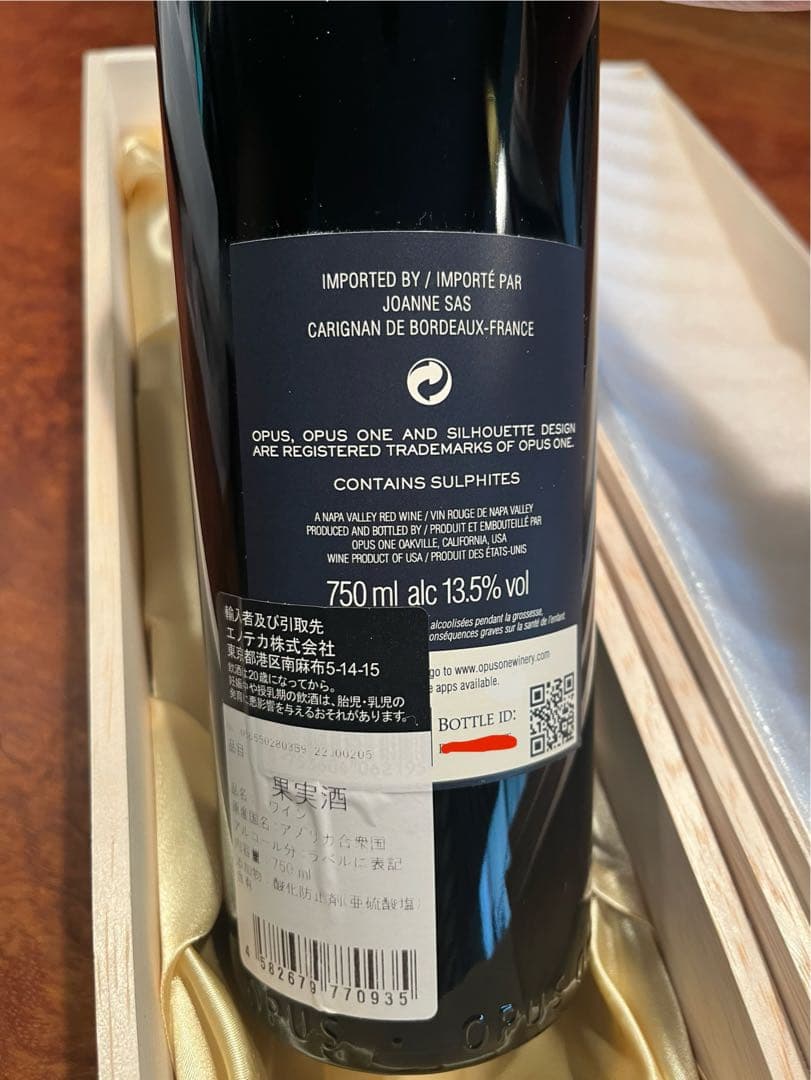 IMPORTED BY / IMPORTÉ PAR
JOANNE SAS
CARIGNAN DE BORDEAUX-FRANCE
OPUS, OPUS ONE AND SILHOUETTE DESIGN
ARE REGISTERED TRADEMARKS OF OPUS ONE.
CONTAINS SULPHITES
A NAPA VALLEY RED WINE / VIN ROUGE DE NAPA VALLEY
PRODUCED AND BOTTLED BY / PRODUIT ET EMBOUTEILLÉ PAR
OPUS ONE OAKVILLE, CALIFORNIA, USA
WINE PRODUCT OF USA / PRODUIT DES ÉTATS-UNIS
750 ml alc 13.5% vol
alcoolisées pendant la grossesse,
conséquences graves sur la santé de l'enfant.
go to www.opusonewinery.com
e apps available.
BOTTLE ID:
輸入者及び引取先
エノテカ株式会社
東京都港区南麻布5-14-15
飲酒は20歳になってから。
妊娠中や授乳期の飲酒は、胎児・乳児の
発育に悪影響を与えるおそれがあります。
品目
果実酒
品名 ワイン
原産国名 アメリカ合衆国
アルコール分 ラベルに表記
内容量 750 ml
酸化防止剤(亜硫酸塩)
4 582679 770935
OPUS · OPUS